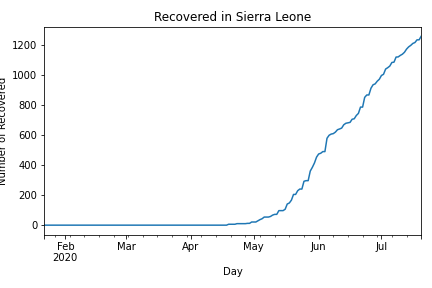 Recovered in Sierra Leone
Number of Recovered
1200
1000
800
600
400
200
0
Feb Mar Apr May Jun Jul
2020
Day